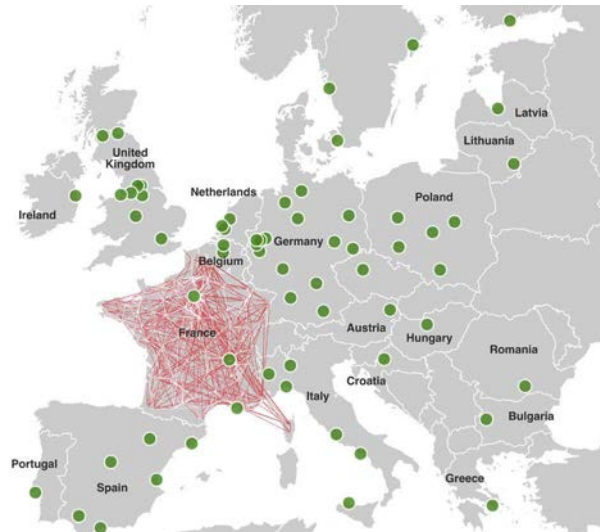 Latvia
Lithuania
United
Kingdom
Netherlands
Poland
Ireland
Germany
Belgium
France
Austria
Hungary
Romania
Croatia
Italy
Bulgaria
Portugal
Spain
Greece